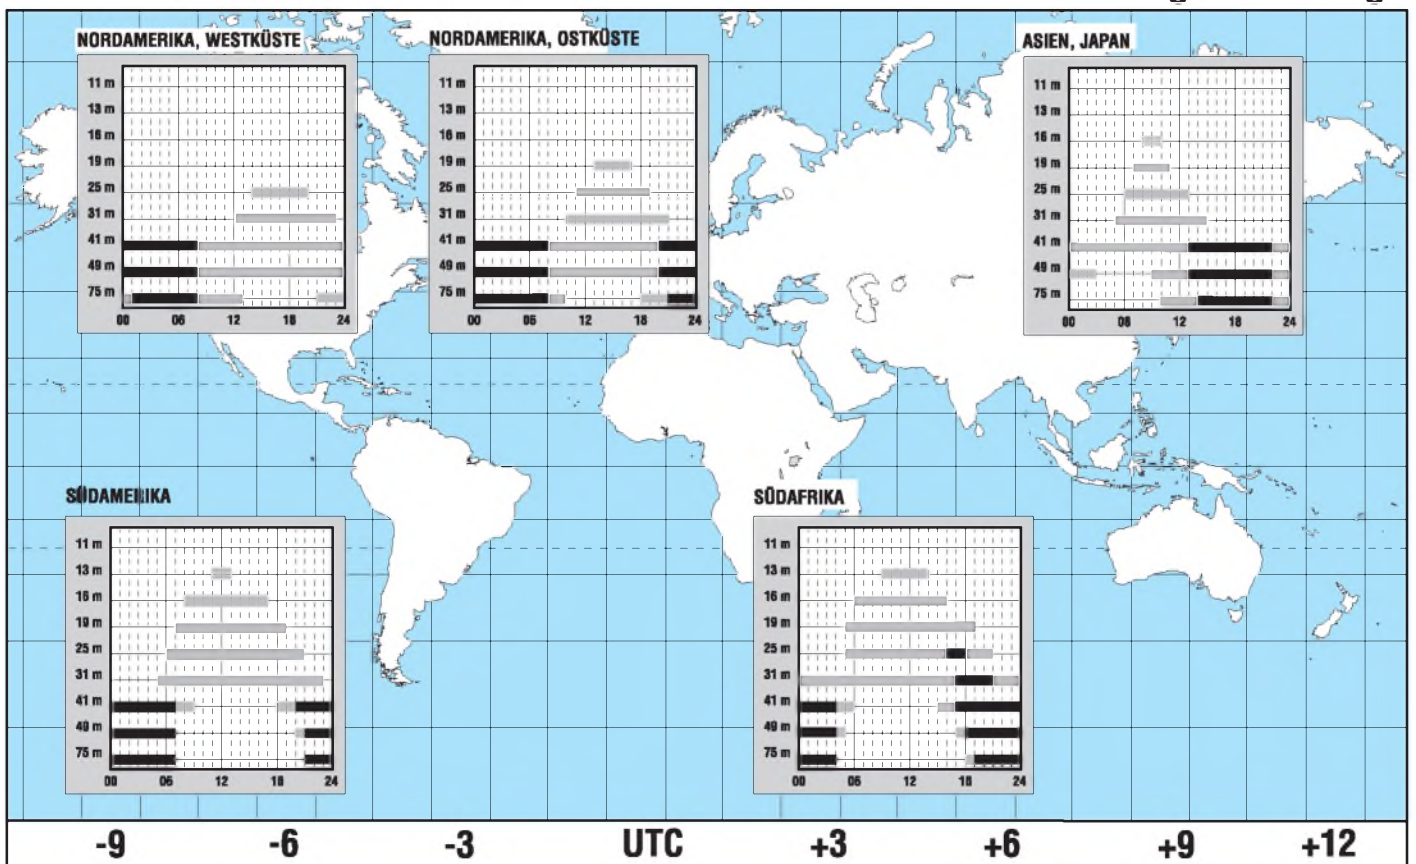 NORDAMERIKA, WESTKÜSTE
11 m
13 m
16 m
19 m
25 m
31 m
41 m
49 m
75 m
00 06 12 18 24
NORDAMERIKA, OSTKÜSTE
11 m
13 m
16 m
19 m
25 m
31 m
41 m
49 m
75 m
00 06 12 18 24
ASIEN, JAPAN
11 m
13 m
16 m
19 m
25 m
31 m
41 m
49 m
75 m
00 06 12 18 24
SÜDAMERIKA
11 m
13 m
16 m
19 m
25 m
31 m
41 m
49 m
75 m
00 06 12 18 24
SÜDAFRIKA
11 m
13 m
16 m
19 m
25 m
31 m
41 m
49 m
75 m
00 06 12 18 24
-9 -6 -3 UTC +3 +6 +9 +12